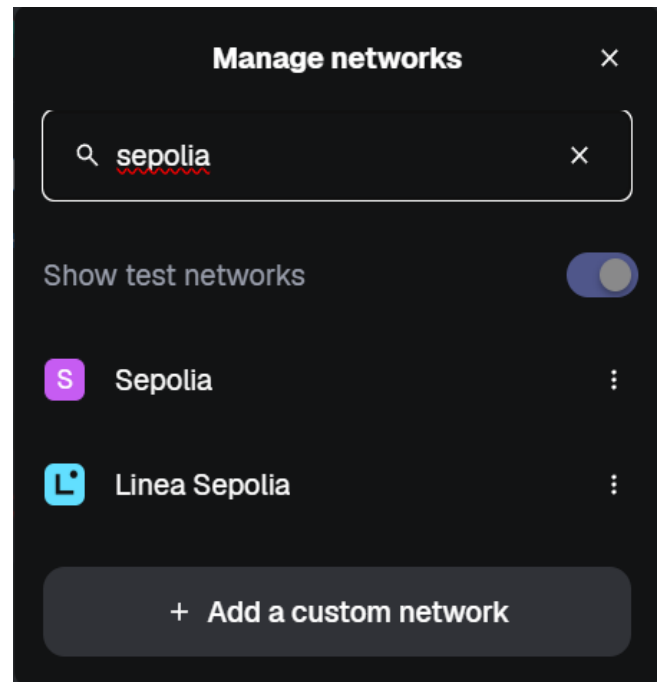 Manage networks
sepolia
Show test networks
S Sepolia
L Linea Sepolia
+ Add a custom network